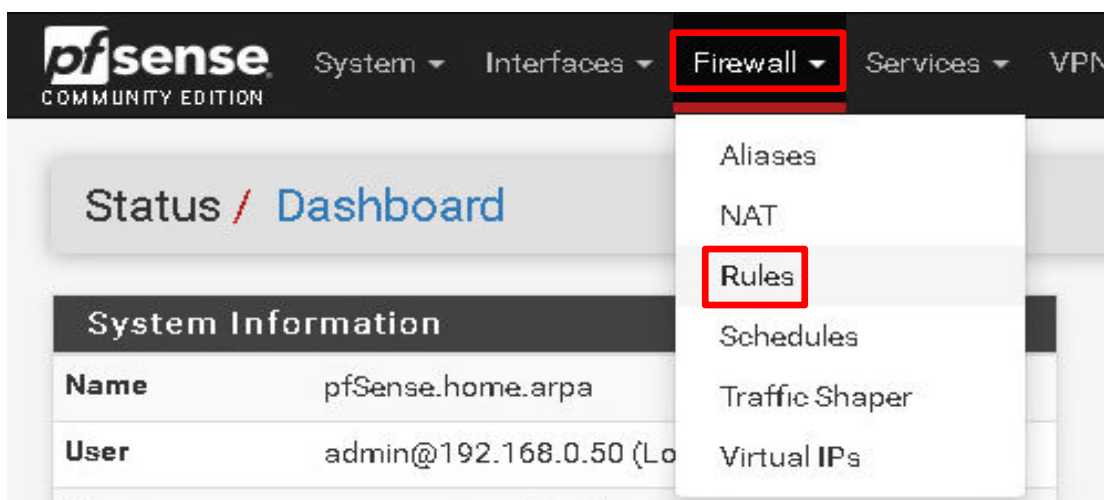 pfsense System Interfaces Firewall Services VPN
COMMUNITY EDITION
Status / Dashboard
Aliases
NAT
Rules
Schedules
Traffic Shaper
Virtual IPs
System Information
Name pfSense.home.arpa
User admin@192.168.0.50 (Lo